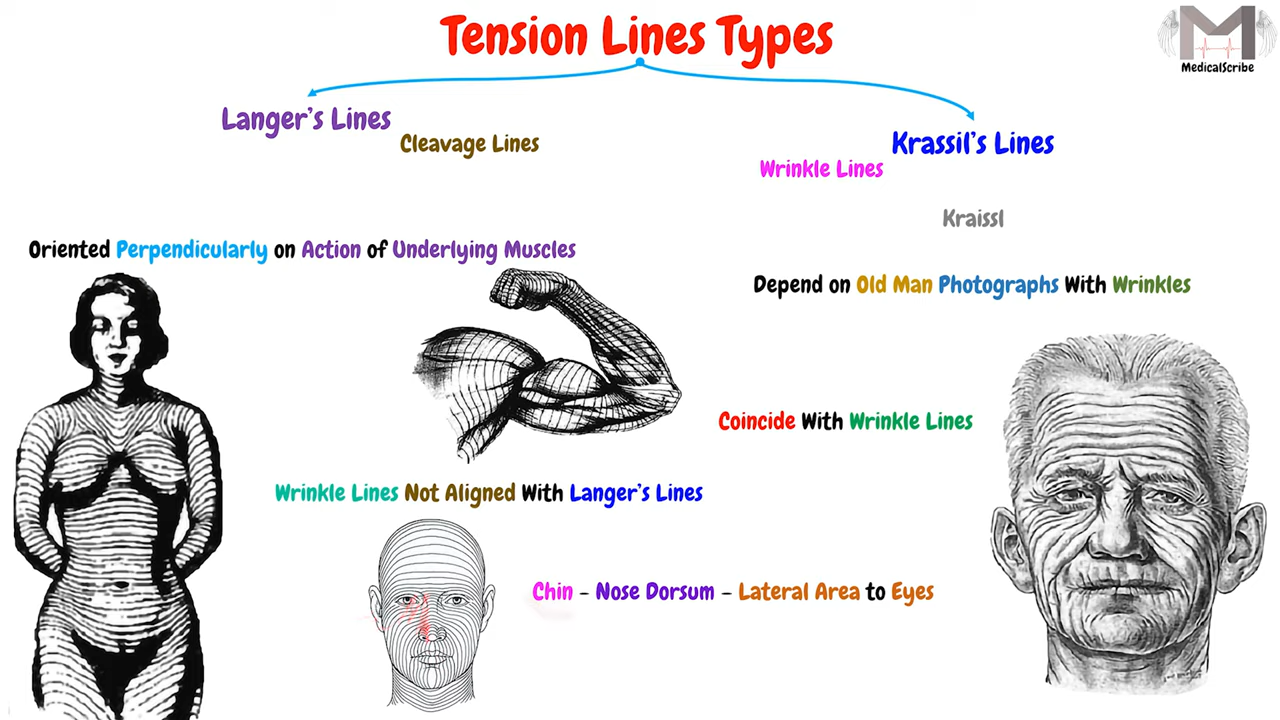 Tension Lines Types
MedicalScribe
Langer's Lines
Cleavage Lines
Krassil's Lines
Wrinkle Lines
Kraissl
Oriented Perpendicularly on Action of Underlying Muscles
Depend on Old Man Photographs With Wrinkles
Coincide With Wrinkle Lines
Wrinkle Lines Not Aligned With Langer's Lines
Chin - Nose Dorsum - Lateral Area to Eyes